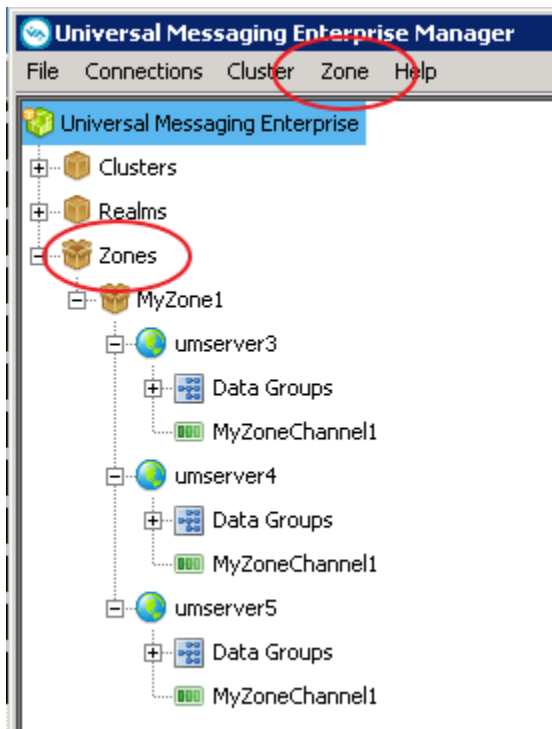 Universal Messaging Enterprise Manager
File Connections Cluster Zone Help
Universal Messaging Enterprise
Clusters
Realms
Zones
MyZone1
umserver3
Data Groups
MyZoneChannel1
umserver4
Data Groups
MyZoneChannel1
umserver5
Data Groups
MyZoneChannel1